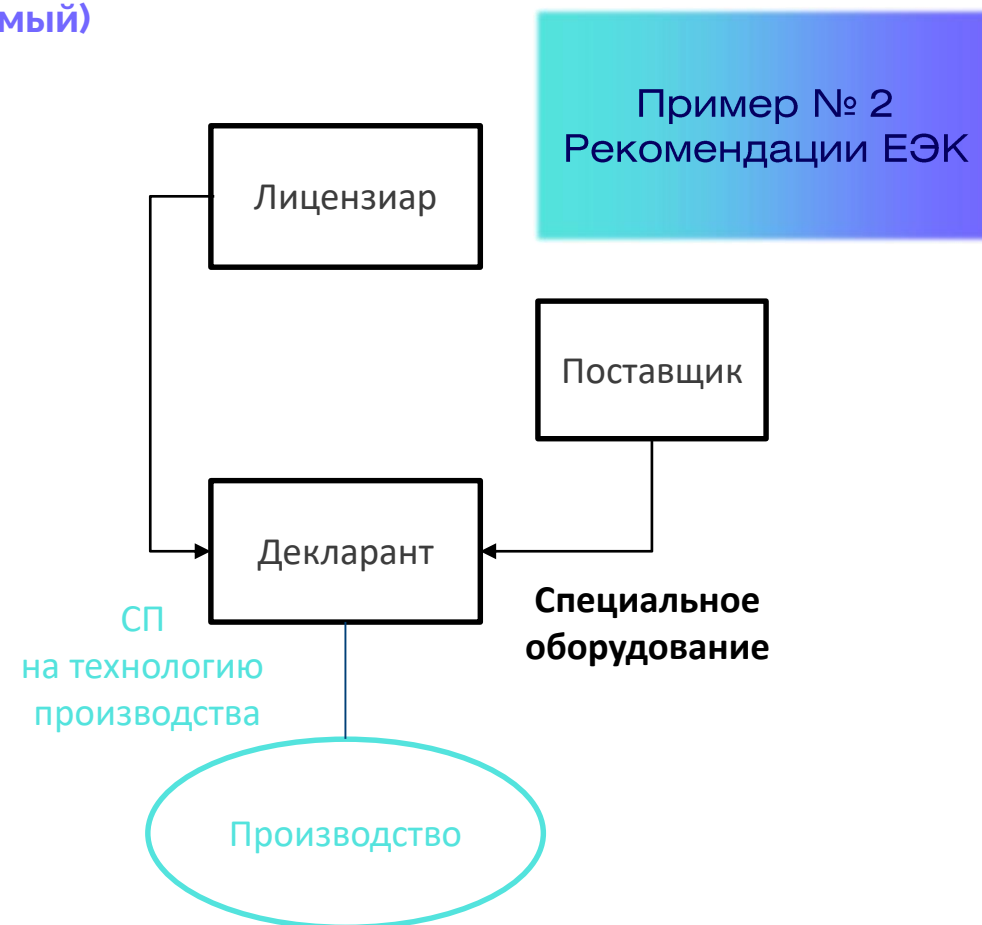 мый)
Пример № 2
Рекомендации ЕЭК
Лицензиар
Поставщик
Декларант
Специальное
оборудование
СП
на технологию
производства
Производство